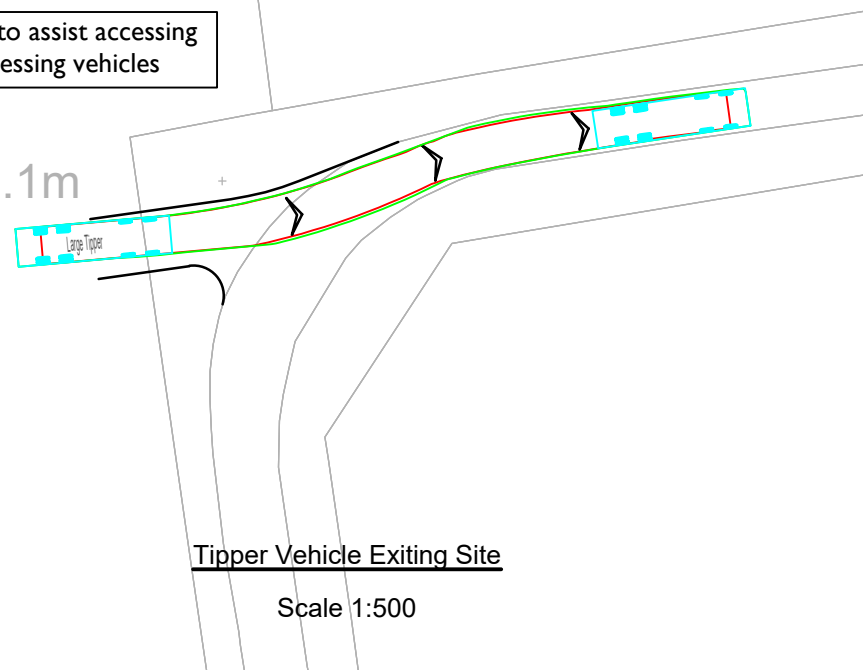 to assist accessing
essing vehicles
.1m
Large Tipper
Tipper Vehicle Exiting Site
Scale 1:500